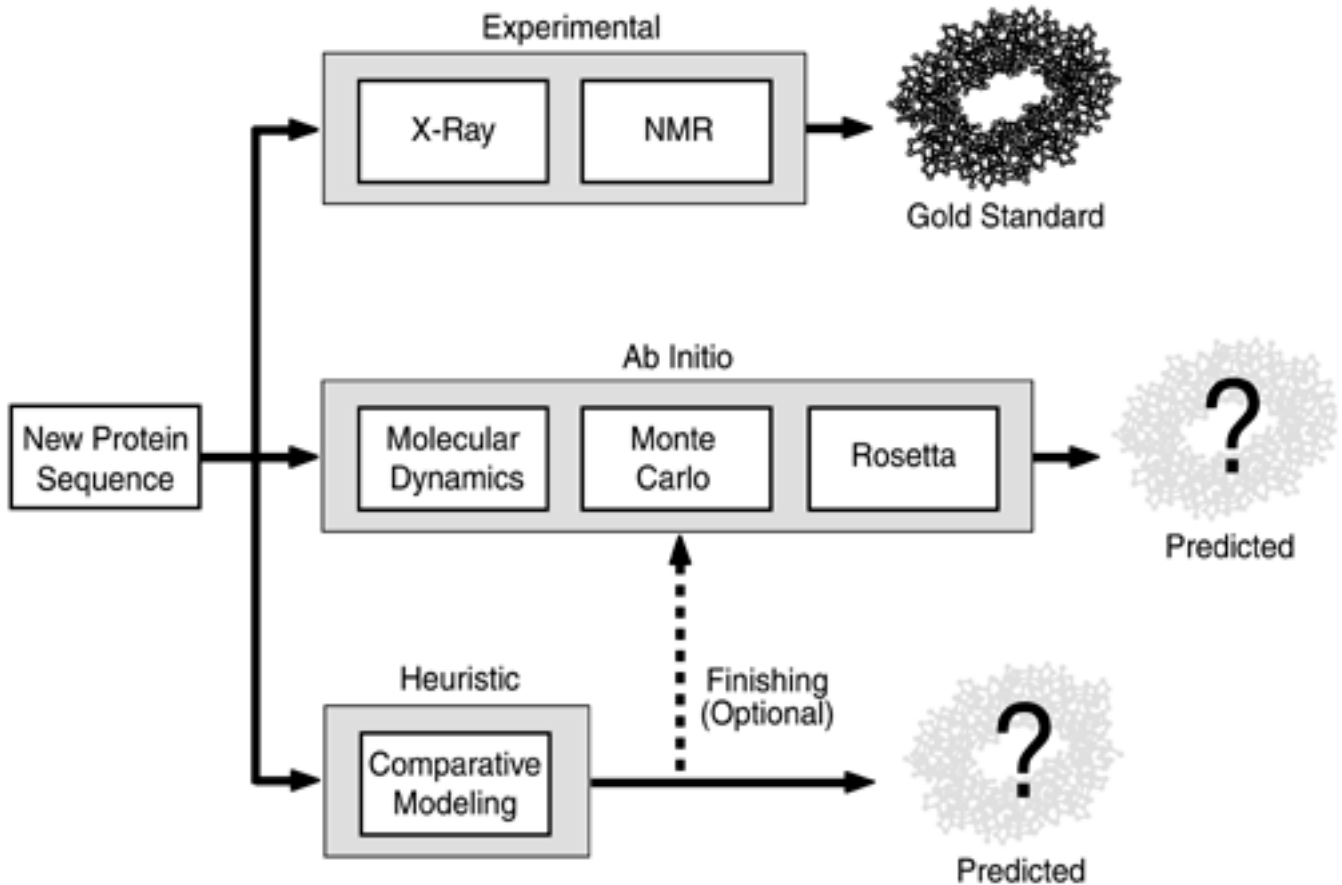 Experimental
X-Ray
NMR
Gold Standard
Ab Initio
New Protein
Sequence
Molecular
Dynamics
Monte
Carlo
Rosetta
?
Predicted
Heuristic
Finishing
(Optional)
Comparative
Modeling
?
Predicted